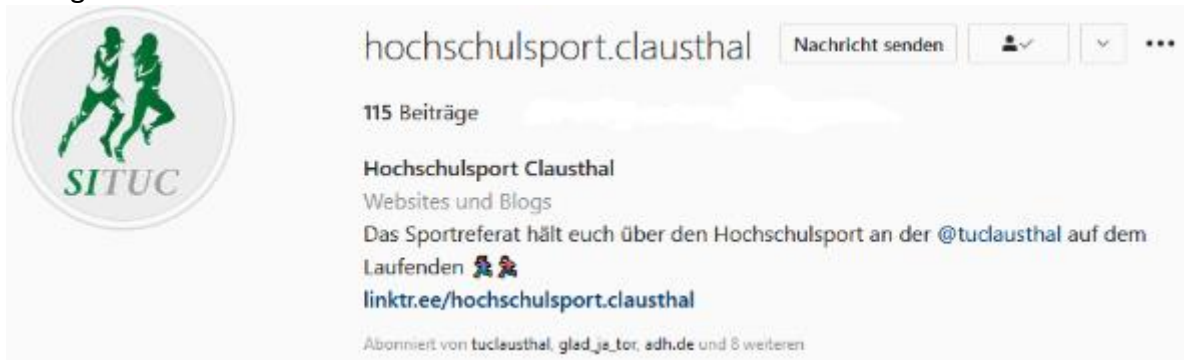 hochschulsport.clausthal Nachricht senden
115 Beiträge
Hochschulsport Clausthal
Websites und Blogs
Das Sportreferat hält euch über den Hochschulsport an der @tuclausthal auf dem
Laufenden
linktr.ee/hochschulsport.clausthal
Abonniert von tuclausthal, glad_ja_tor, adh.de und 8 weiteren
SITUC